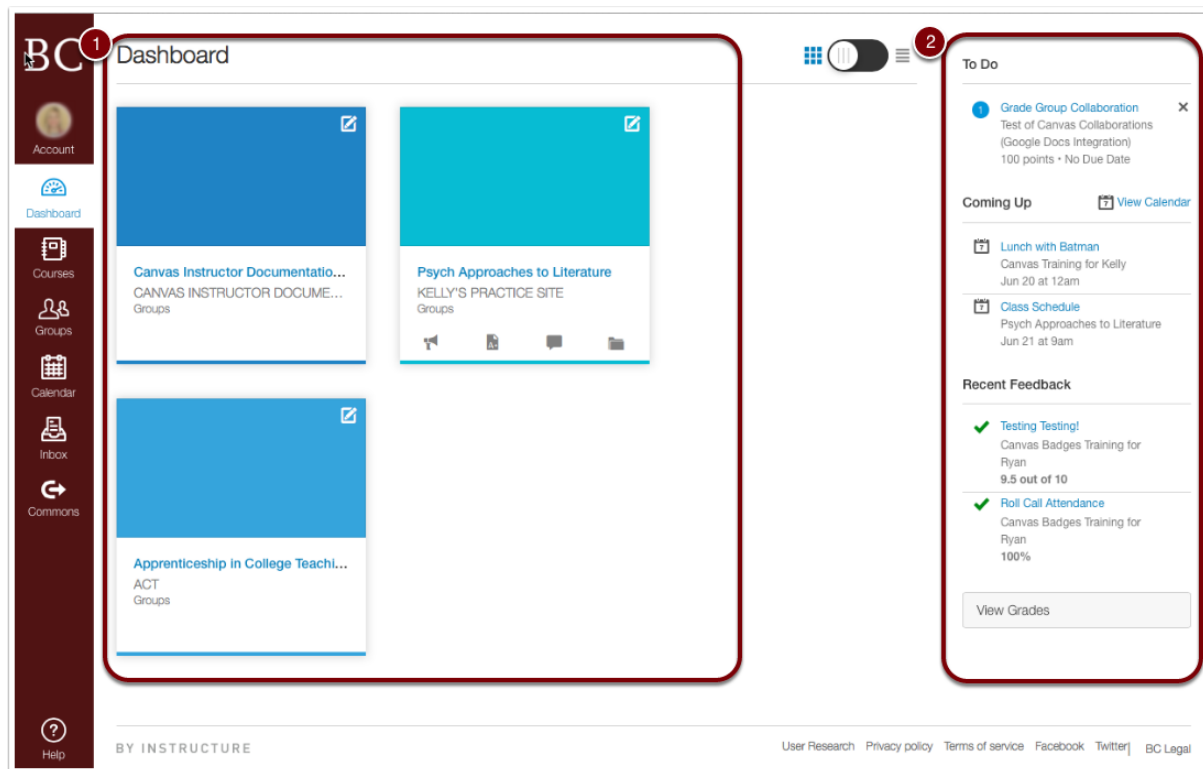 BC
Account
Dashboard
Courses
Groups
Calendar
Inbox
Commons
Help
1
Dashboard
Canvas Instructor Documentatio...
CANVAS INSTRUCTOR DOCUME...
Groups
Psych Approaches to Literature
KELLY'S PRACTICE SITE
Groups
Apprenticeship in College Teachi...
ACT
Groups
2
To Do
1 Grade Group Collaboration
Test of Canvas Collaborations
(Google Docs Integration)
100 points • No Due Date
Coming Up 7 View Calendar
7 Lunch with Batman
Canvas Training for Kelly
Jun 20 at 12am
7 Class Schedule
Psych Approaches to Literature
Jun 21 at 9am
Recent Feedback
Testing Testing!
Canvas Badges Training for
Ryan
9.5 out of 10
Roll Call Attendance
Canvas Badges Training for
Ryan
100%
View Grades
BY INSTRUCTURE
User Research Privacy policy Terms of service Facebook Twitter| BC Legal